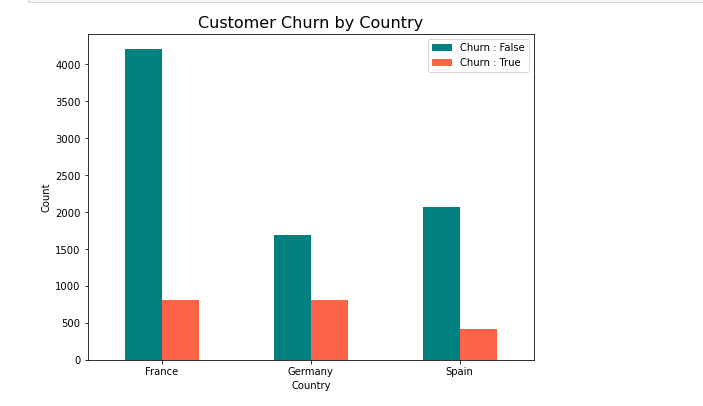 Customer Churn by Country
Churn : False
Churn : True
4000
3500
3000
2500
2000
1500
1000
500
0
Count
France
Germany
Spain
Country